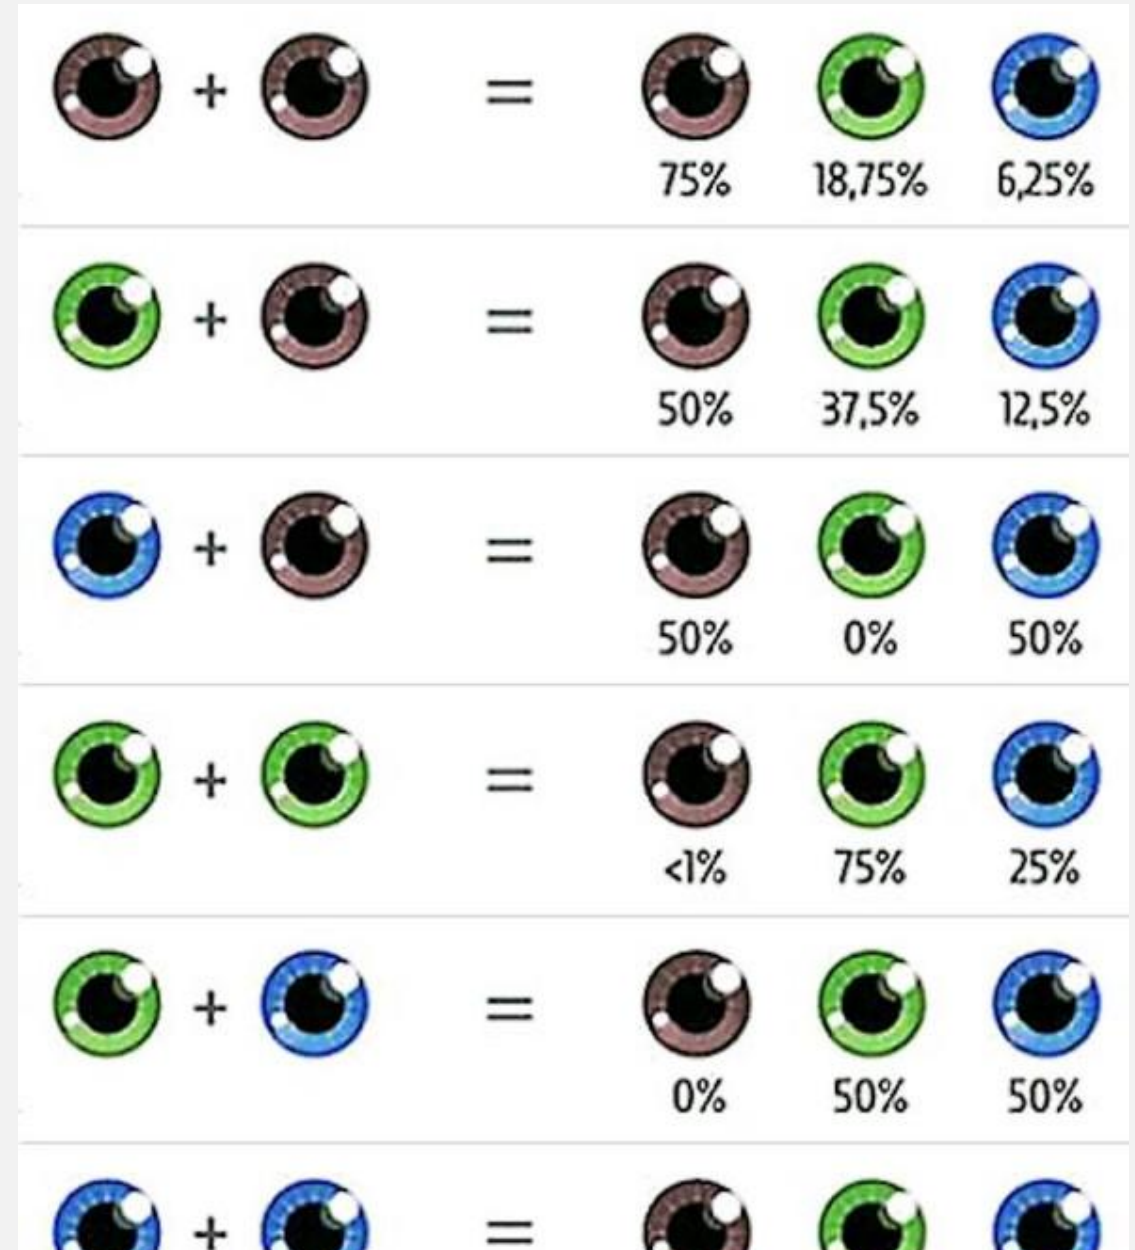 + =
75% 18,75% 6,25%
+ =
50% 37,5% 12,5%
+ =
50% 0% 50%
+ =
<1% 75% 25%
+ =
0% 50% 50%
+ =